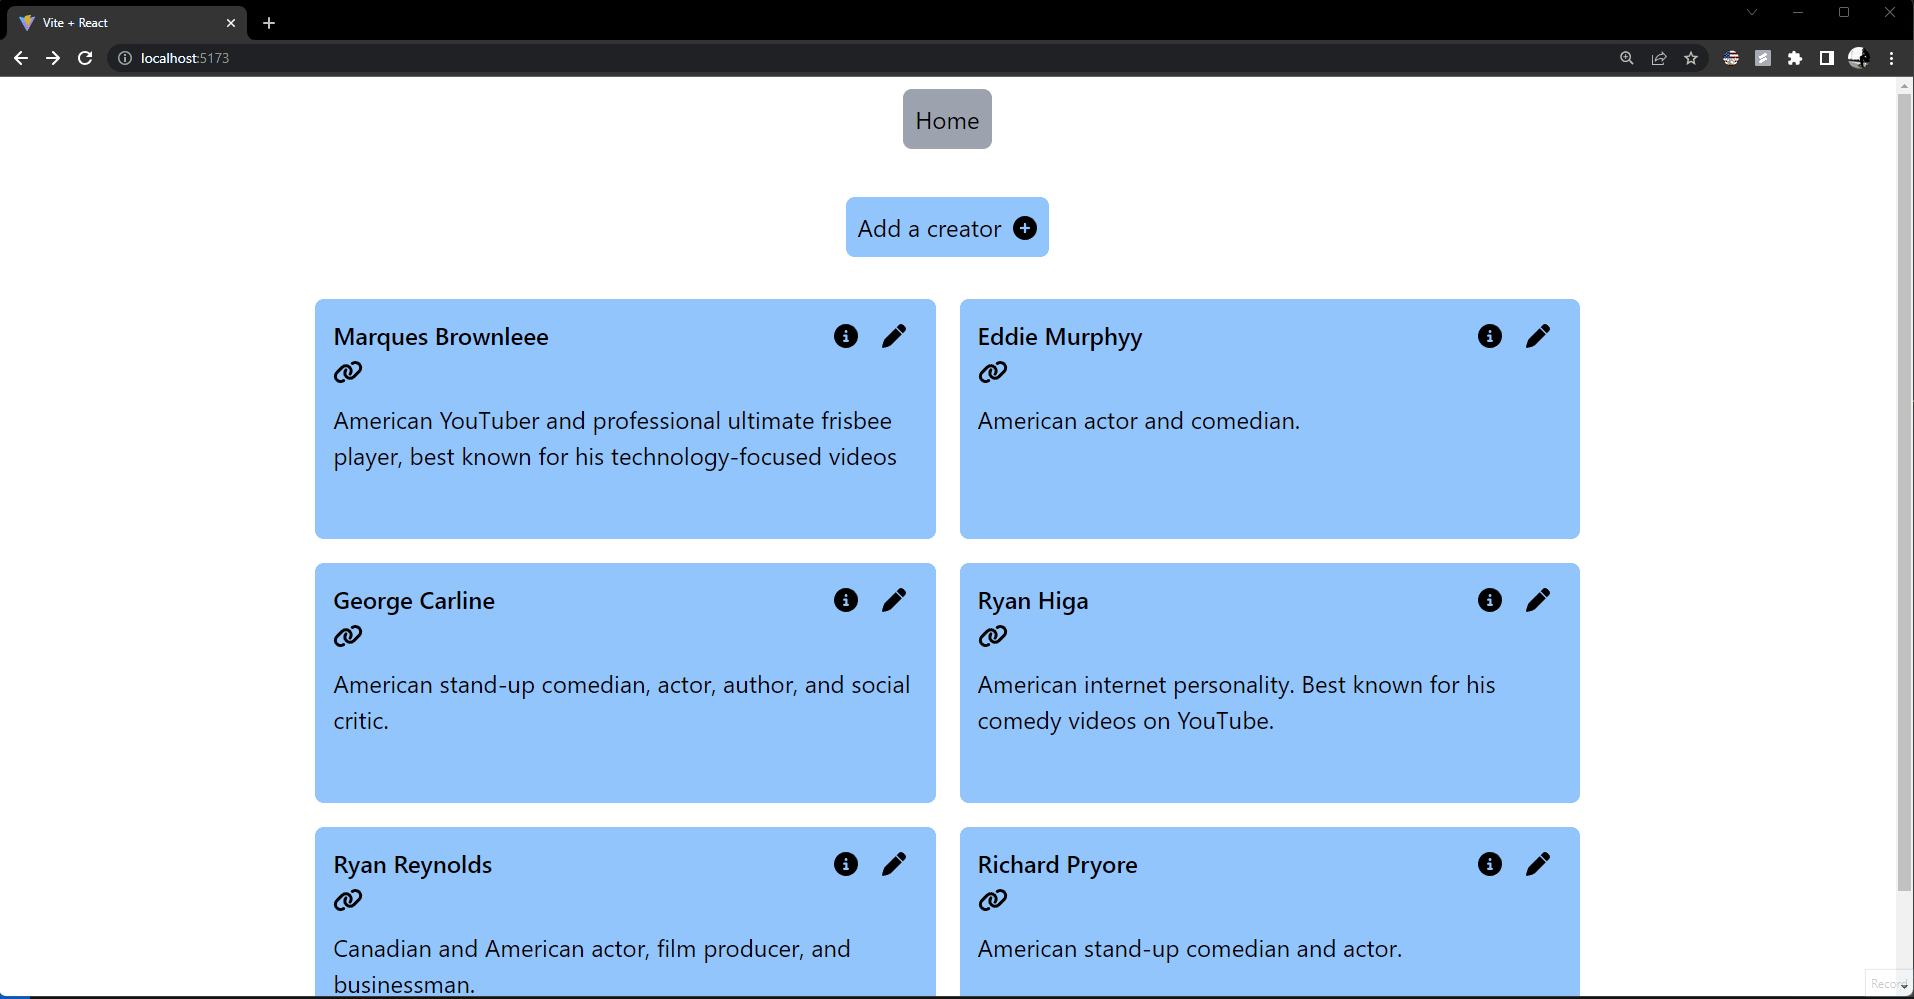 Vite + React
localhost:5173
Home
Add a creator
Marques Brownleee
American YouTuber and professional ultimate frisbee
player, best known for his technology-focused videos
Eddie Murphyy
American actor and comedian.
George Carline
American stand-up comedian, actor, author, and social
critic.
Ryan Higa
American internet personality. Best known for his
comedy videos on YouTube.
Ryan Reynolds
Canadian and American actor, film producer, and
businessman.
Richard Pryore
American stand-up comedian and actor.